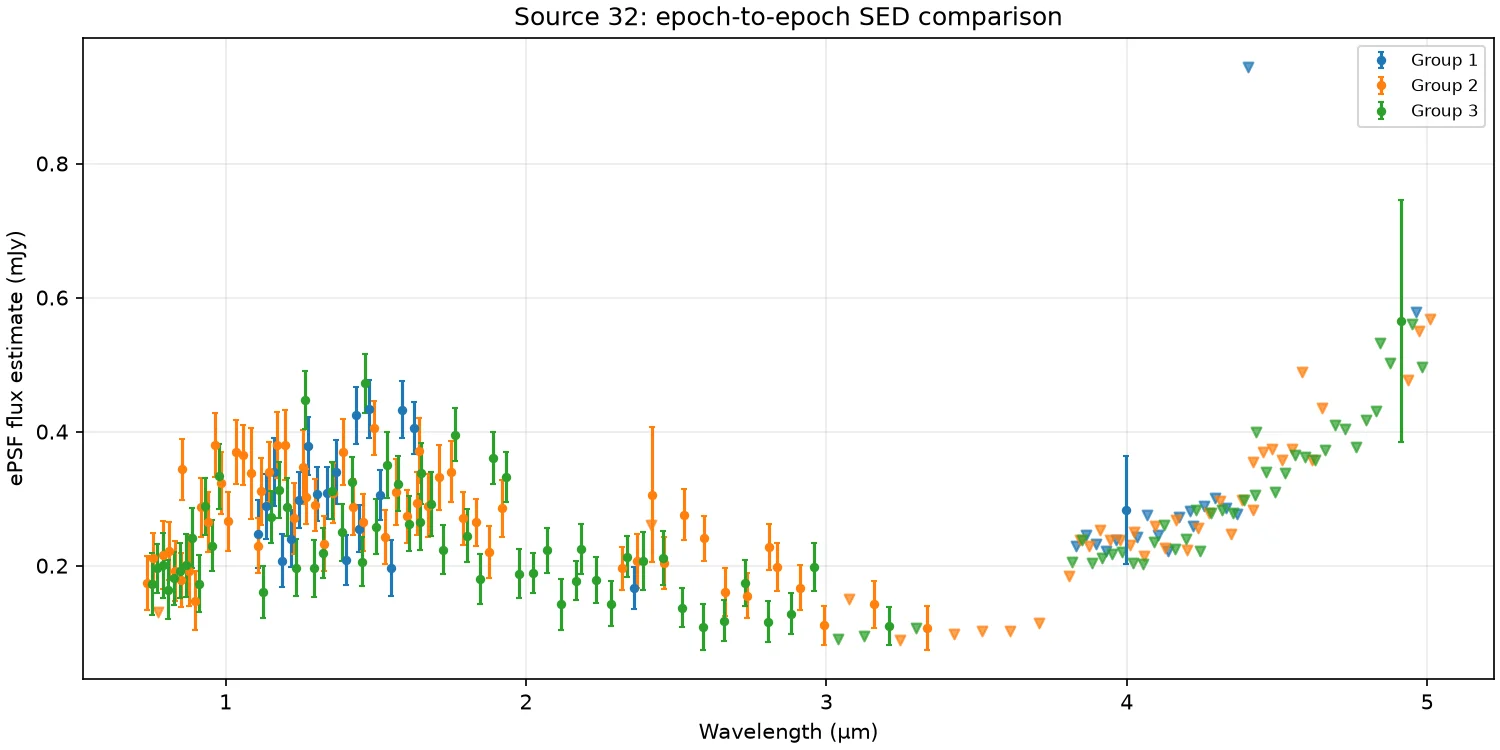 Source 32: epoch-to-epoch SED comparison
Group 1
Group 2
Group 3
ePSF flux estimate (mJy)
0.8
0.6
0.4
0.2
1 2 3 4 5
Wavelength (μm)